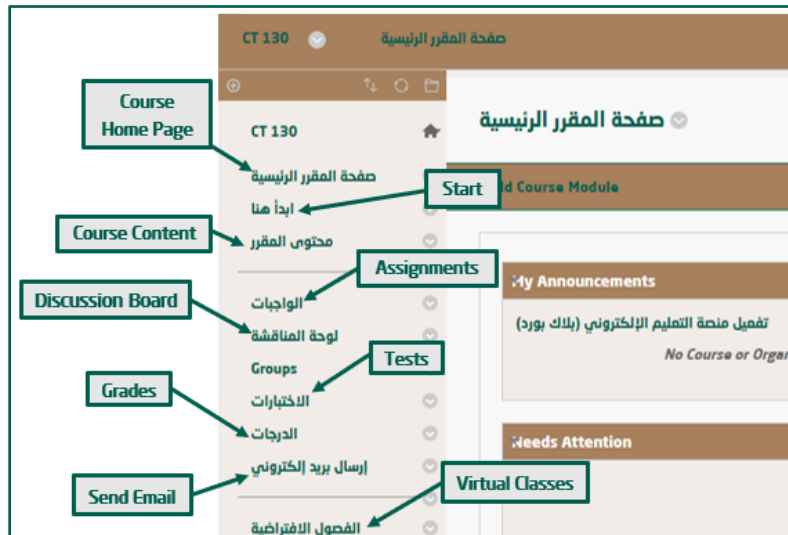 CT 130
صفحة المقرر الرئيسية
Course
Home Page
CT 130
صفحة المقرر الرئيسية
صفحة المقرر الرئيسية
Start
ابدأ هنا
Course Module
Course Content
محتوى المقرر
Assignments
My Announcements
Discussion Board
الواجبات
تفعيل منصة التعليم الإلكتروني (بلاك بورد)
لوحة المناقشة
No Course or
Groups
Tests
Grades
الاختبارات
الدرجات
Needs Attention
إرسال بريد إلكتروني
Send Email
Virtual Classes
الفصول الافتراضية